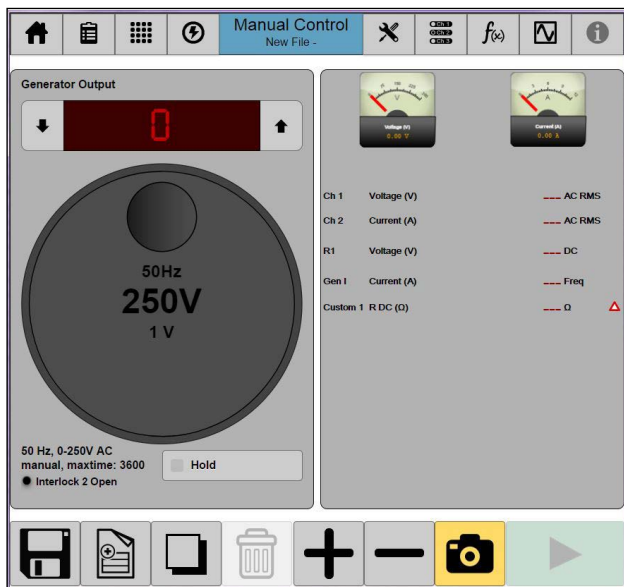 Manual Control
New File -
Ch 1
Ch 2
Ch 3
f(x)
Generator Output
0
50Hz
250V
1 V
50 Hz, 0-250V AC
manual, maxtime: 3600
Interlock 2 Open
Hold
V
Voltage (V)
0.00 V
A
Current (A)
0.00 A
Ch 1 Voltage (V) --- AC RMS
Ch 2 Current (A) --- AC RMS
R1 Voltage (V) --- DC
Gen I Current (A) --- Freq
Custom 1 R DC (Ω) --- Ω